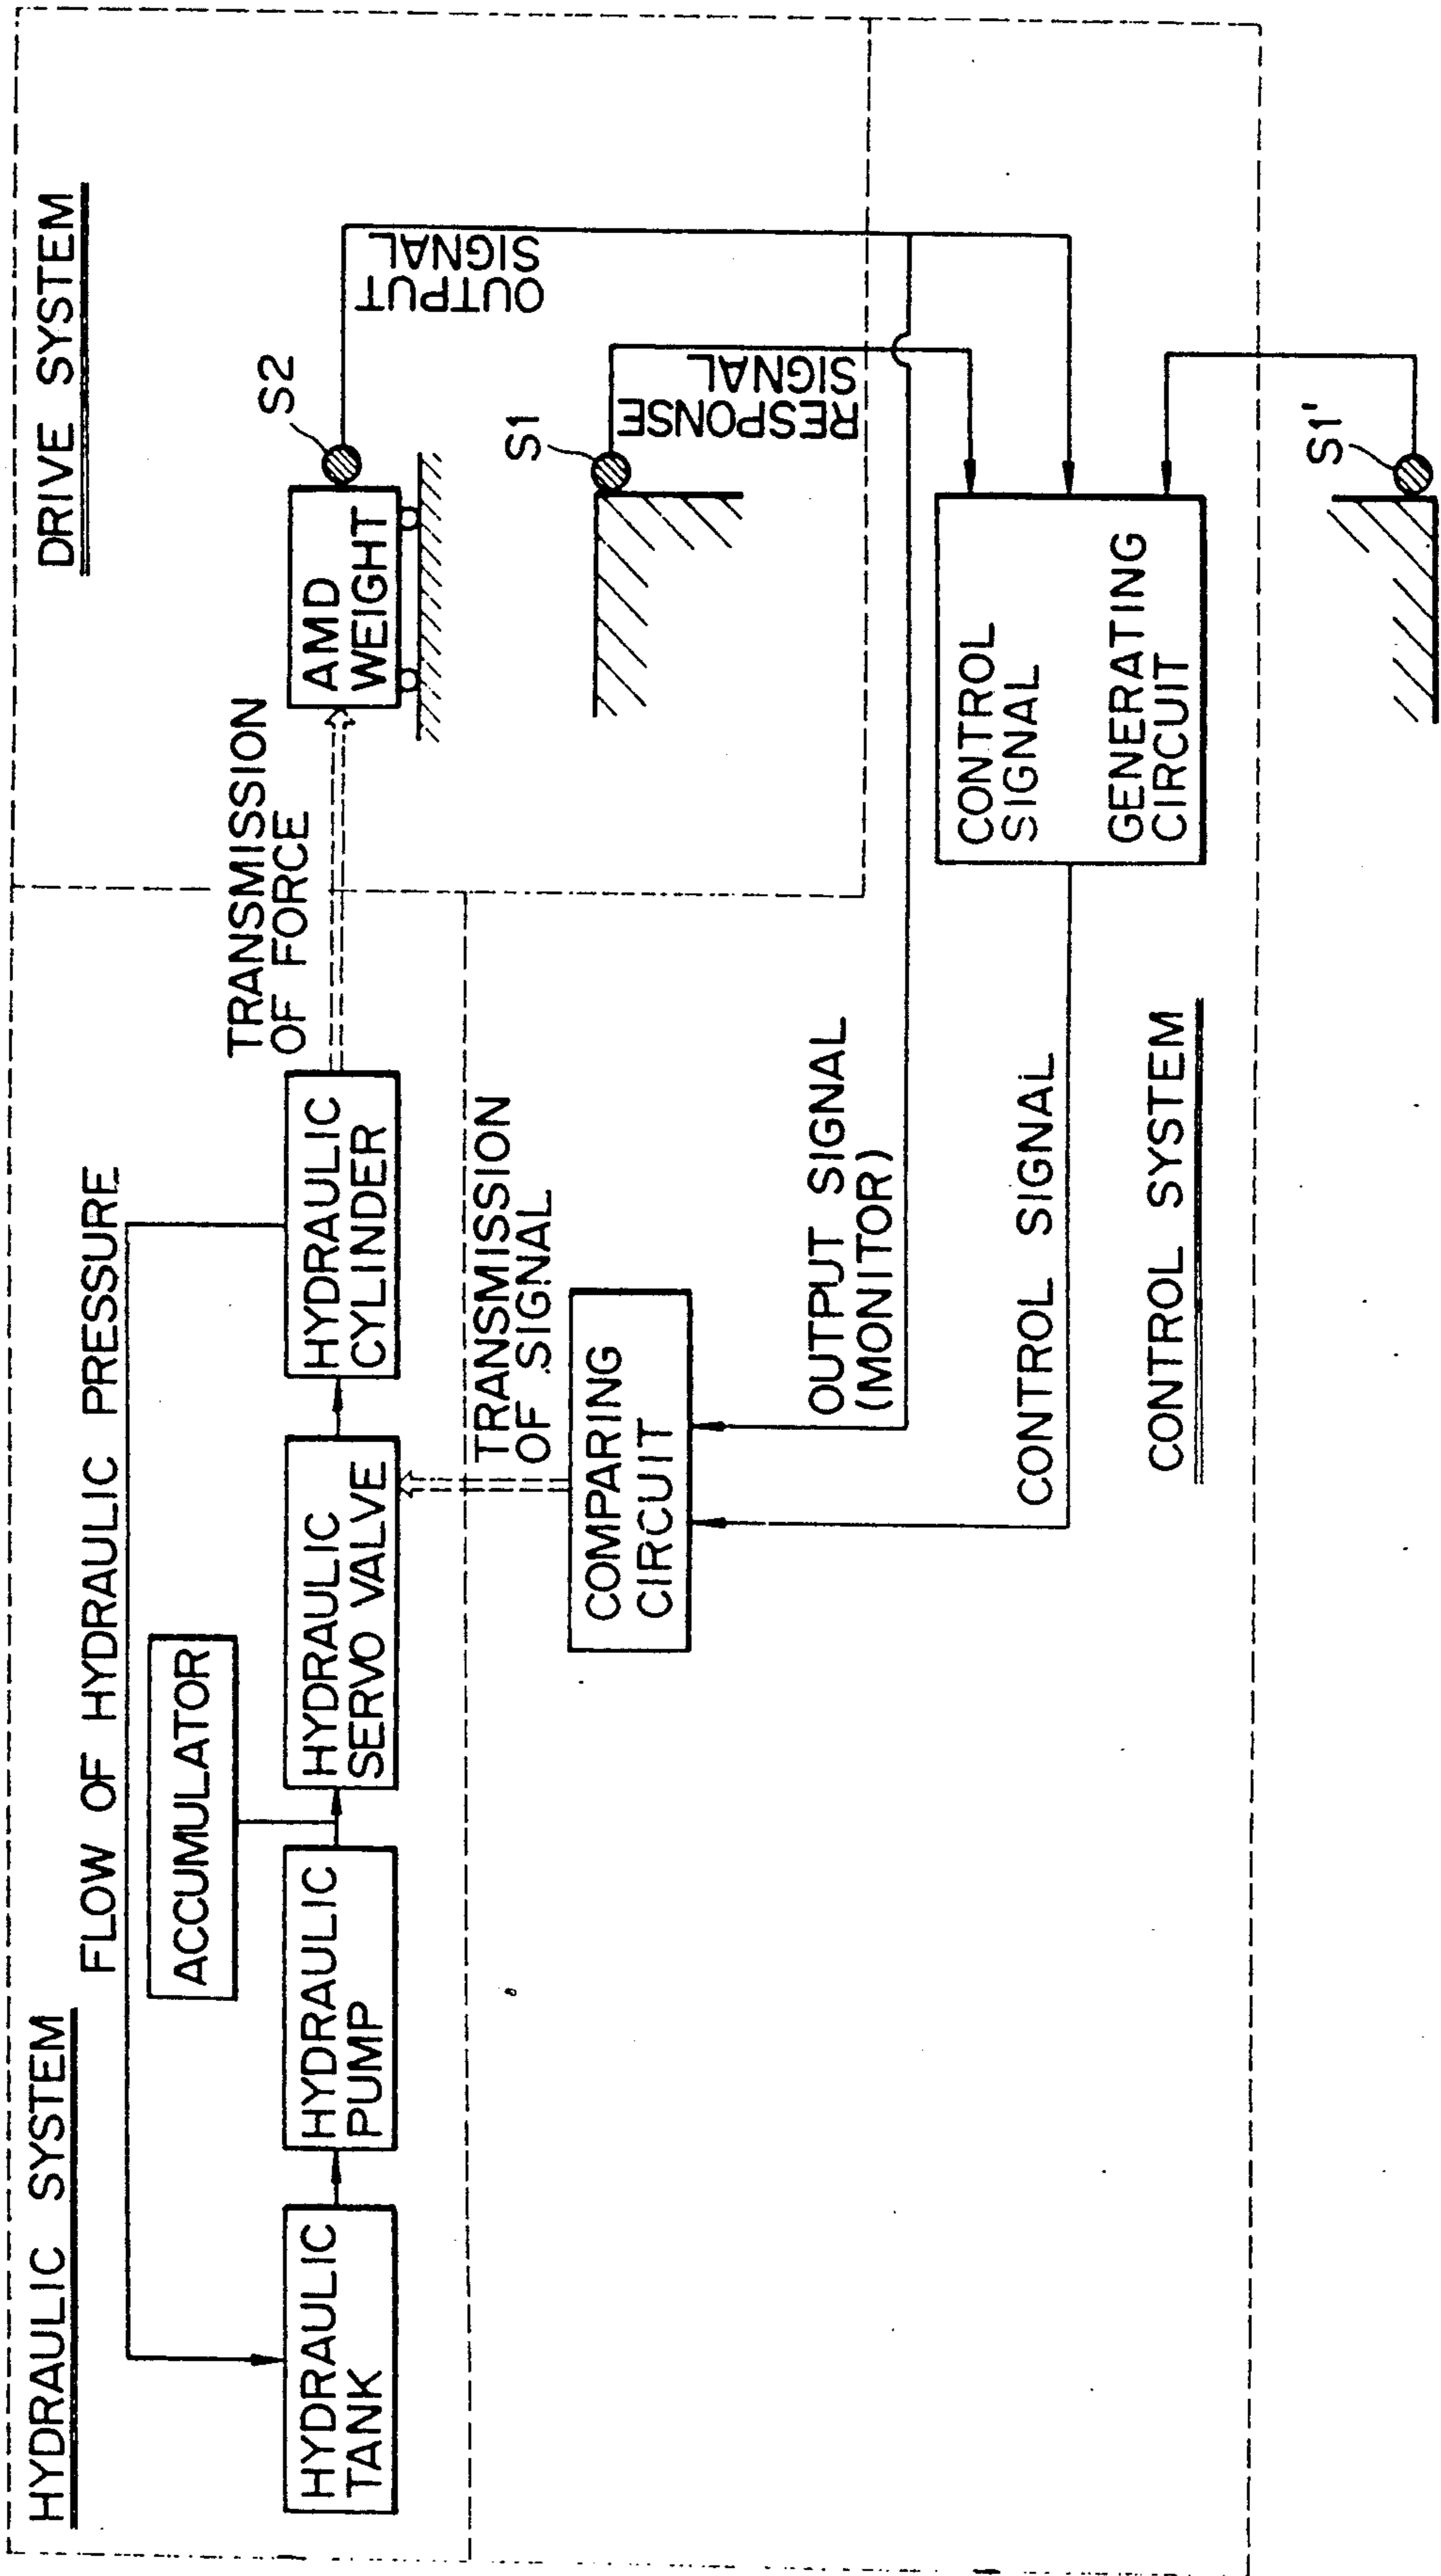 HYDRAULIC SYSTEM
FLOW OF HYDRAULIC PRESSURE
ACCUMULATOR
HYDRAULIC
TANK
HYDRAULIC
PUMP
HYDRAULIC
SERVO VALVE
HYDRAULIC
CYLINDER
TRANSMISSION
OF FORCE
DRIVE SYSTEM
AMD
WEIGHT
S2
OUTPUT
SIGNAL
S1
RESPONSE
SIGNAL
TRANSMISSION
OF SIGNAL
COMPARING
CIRCUIT
OUTPUT SIGNAL
(MONITOR)
CONTROL SIGNAL
CONTROL
SIGNAL
GENERATING
CIRCUIT
CONTROL SYSTEM
S1'